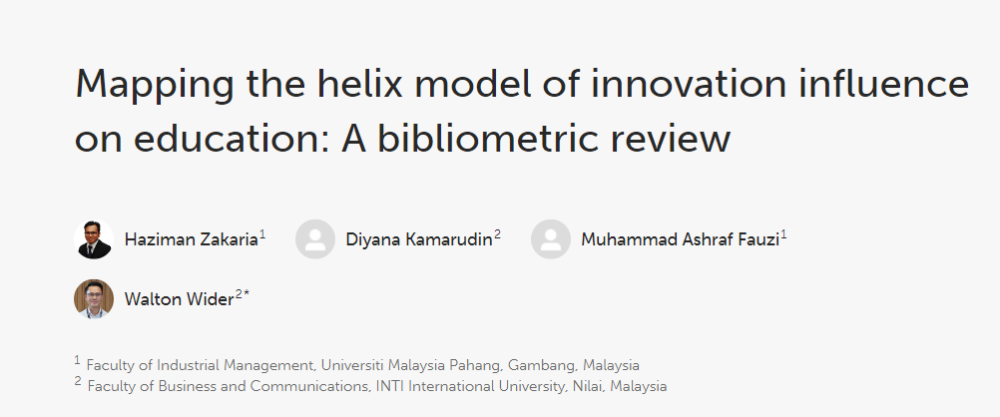 Mapping the helix model of innovation influence
on education: A bibliometric review
Haziman Zakaria1 Diyana Kamarudin2 Muhammad Ashraf Fauzi1
Walton Wider2*
1 Faculty of Industrial Management, Universiti Malaysia Pahang, Gambang, Malaysia
2 Faculty of Business and Communications, INTI International University, Nilai, Malaysia